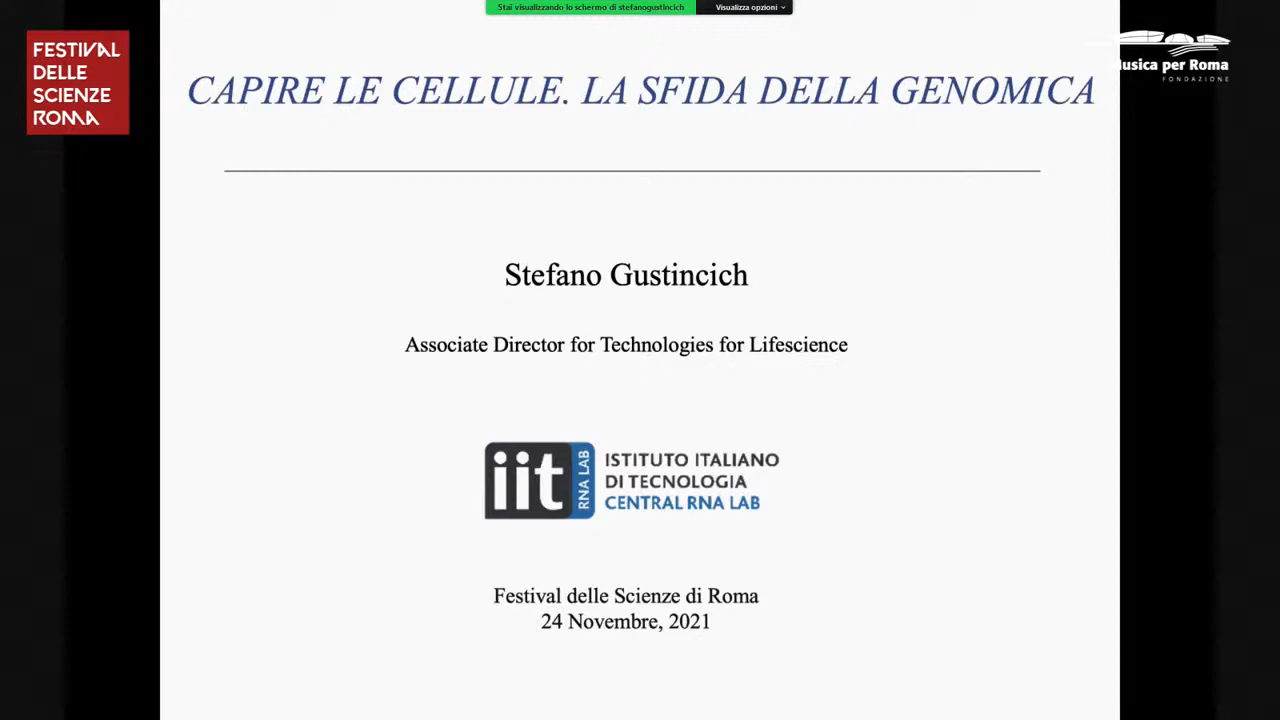 Stai visualizzando lo schermo di stefanogustincich
Visualizza opzioni
FESTIVAL
DELLE
SCIENZE
ROMA
Musica per Roma
FONDAZIONE
CAPIRE LE CELLULE. LA SFIDA DELLA GENOMICA
Stefano Gustincich
Associate Director for Technologies for Lifescience
iit
RNA LAB
ISTITUTO ITALIANO
DI TECNOLOGIA
CENTRAL RNA LAB
Festival delle Scienze di Roma
24 Novembre, 2021